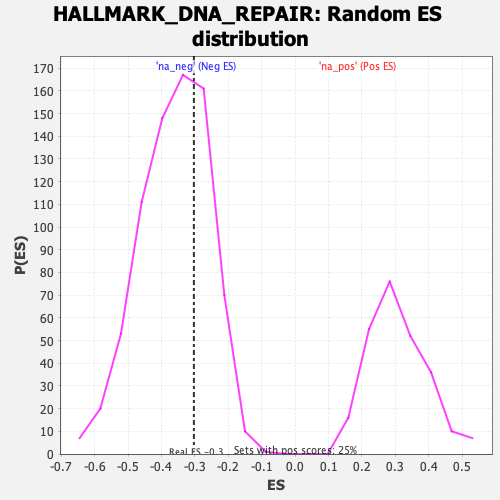 HALLMARK_DNA_REPAIR: Random ES
distribution
'na_neg' (Neg ES) 'na_pos' (Pos ES)
170
160
150
140
130
120
110
100
90
80
70
60
50
40
30
20
10
0
P(ES)
Real ES -0.3 Sets with pos scores: 25%
-0.7 -0.6 -0.5 -0.4 -0.3 -0.2 -0.1 0.0 0.1 0.2 0.3 0.4 0.5
ES